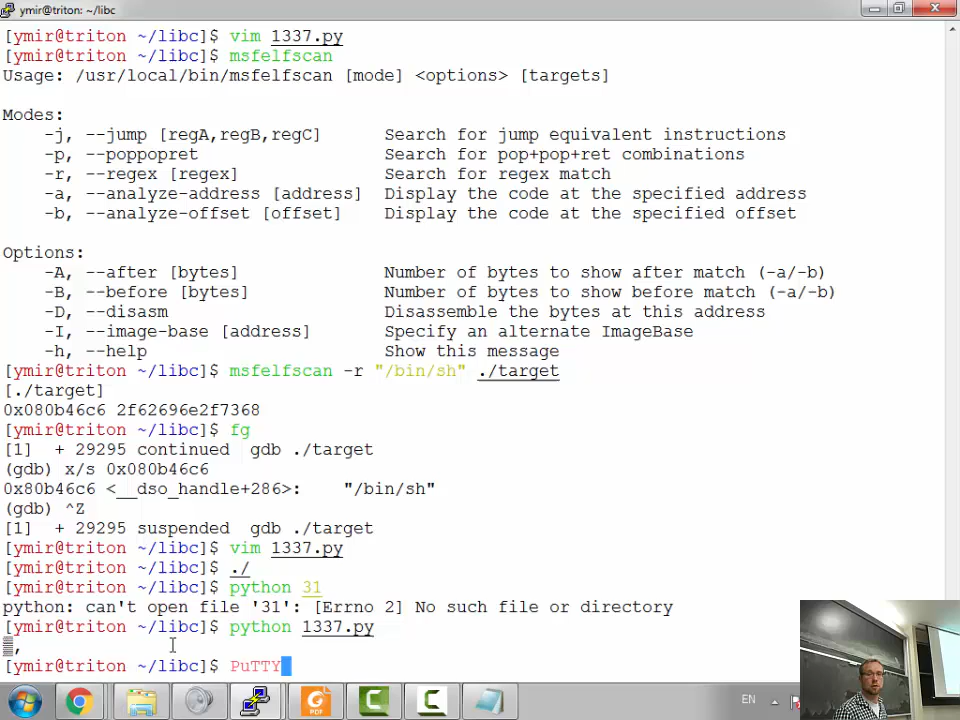 ymir@triton: ~/libc
[ymir@triton ~/libc]$ vim 1337.py
[ymir@triton ~/libc]$ msfelfscan
Usage: /usr/local/bin/msfelfscan [mode] <options> [targets]
Modes:
-j, --jump [regA,regB,regC] Search for jump equivalent instructions
-p, --poppopret Search for pop+pop+ret combinations
-r, --regex [regex] Search for regex match
-a, --analyze-address [address] Display the code at the specified address
-b, --analyze-offset [offset] Display the code at the specified offset
Options:
-A, --after [bytes] Number of bytes to show after match (-a/-b)
-B, --before [bytes] Number of bytes to show before match (-a/-b)
-D, --disasm Disassemble the bytes at this address
-I, --image-base [address] Specify an alternate ImageBase
-h, --help Show this message
[ymir@triton ~/libc]$ msfelfscan -r "/bin/sh" ./target
[./target]
0x080b46c6 2f62696e2f7368
[ymir@triton ~/libc]$ fg
[1] + 29295 continued gdb ./target
(gdb) x/s 0x080b46c6
0x80b46c6 <__dso_handle+286>: "/bin/sh"
(gdb) ^Z
[1] + 29295 suspended gdb ./target
[ymir@triton ~/libc]$ vim 1337.py
[ymir@triton ~/libc]$ ./
[ymir@triton ~/libc]$ python 31
python: can't open file '31': [Errno 2] No such file or directory
[ymir@triton ~/libc]$ python 1337.py
,
[ymir@triton ~/libc]$ PuTTY
PDF
EN